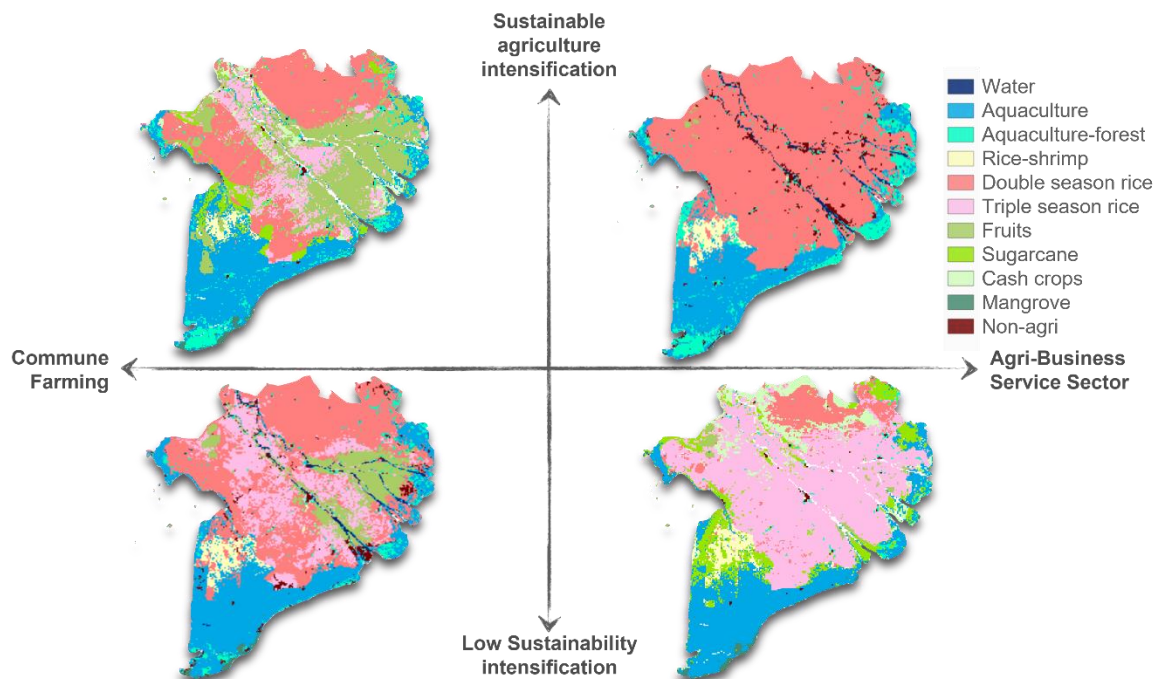 Sustainable
agriculture
intensification
Water
Aquaculture
Aquaculture-forest
Rice-shrimp
Double season rice
Triple season rice
Fruits
Sugarcane
Cash crops
Mangrove
Non-agri
Commune
Farming
Agri-Business
Service Sector
Low Sustainability
intensification